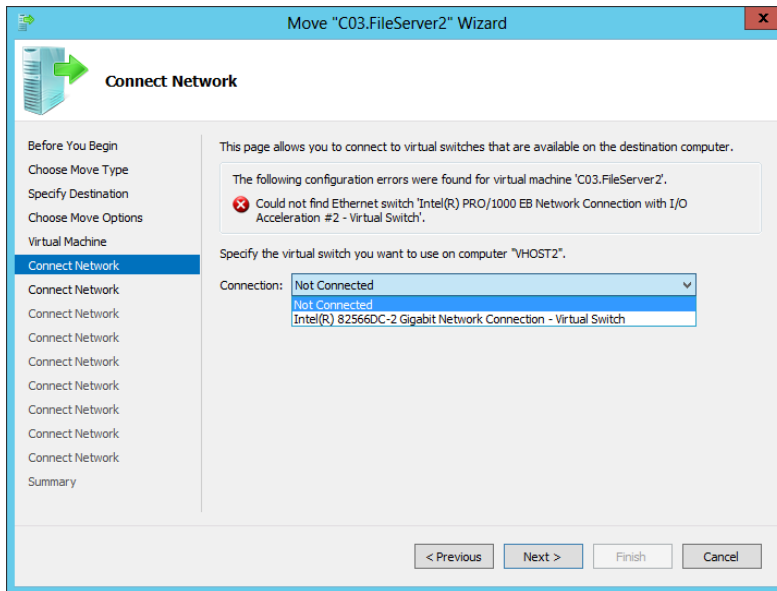 Move "C03.FileServer2" Wizard
x
Connect Network
Before You Begin
Choose Move Type
Specify Destination
Choose Move Options
Virtual Machine
Connect Network
Connect Network
Connect Network
Connect Network
Connect Network
Connect Network
Connect Network
Connect Network
Connect Network
Summary
This page allows you to connect to virtual switches that are available on the destination computer.
The following configuration errors were found for virtual machine 'C03.FileServer2'.
Could not find Ethernet switch 'Intel(R) PRO/1000 EB Network Connection with I/O
Acceleration #2 - Virtual Switch'.
Specify the virtual switch you want to use on computer "VHOST2".
Connection: Not Connected
Not Connected
Intel(R) 82566DC-2 Gigabit Network Connection - Virtual Switch
< Previous Next > Finish Cancel